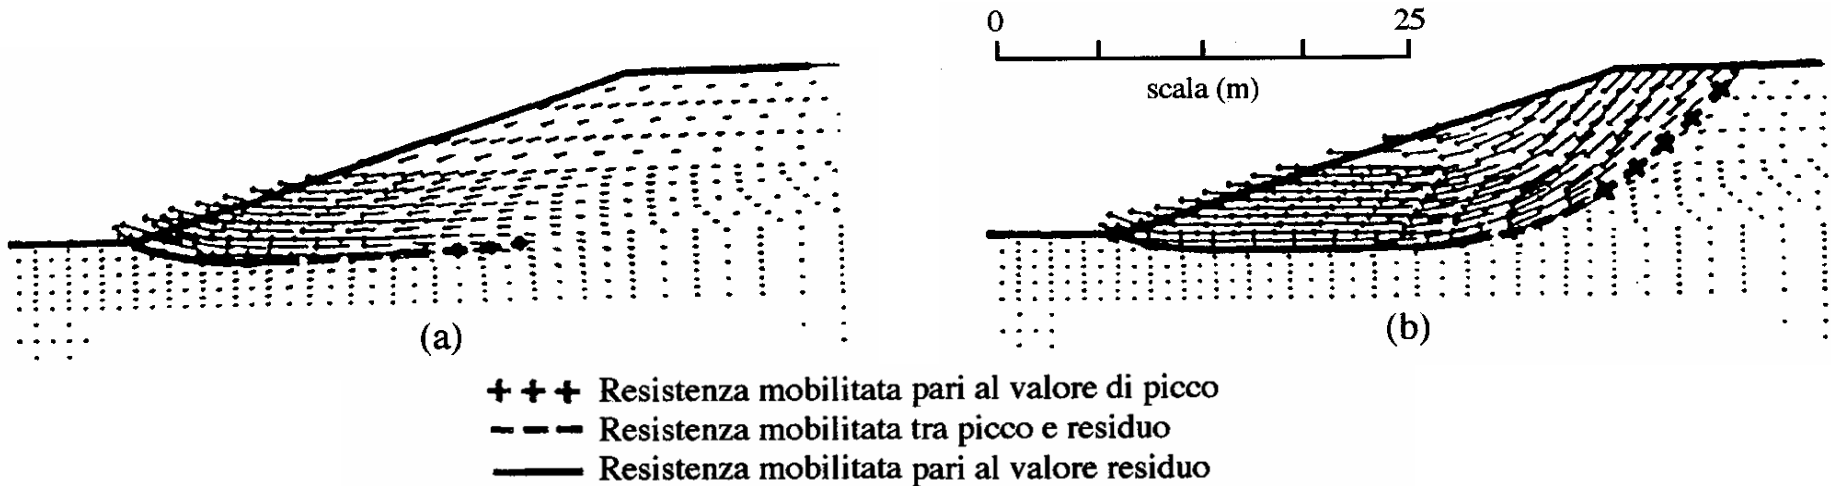 0 25
scala (m)
(a) (b)
Resistenza mobilitata pari al valore di picco
Resistenza mobilitata tra picco e residuo
Resistenza mobilitata pari al valore residuo